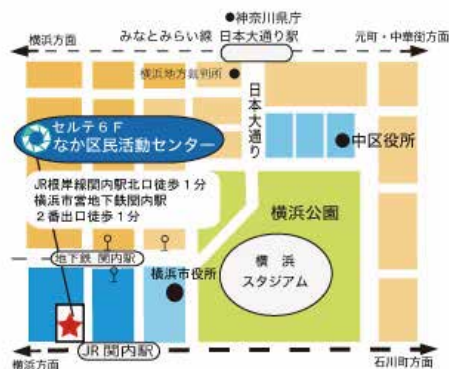 ●神奈川県庁
横浜方面
みなとみらい線
日本大通り駅
元町・中華街方面
横浜地方裁判所
日本大通り
セルテ6F
なか区民活動センター
中区役所
JR根岸線関内駅北口徒歩1分
横浜市営地下鉄関内駅
2番出口徒歩1分
横浜公園
地下鉄 関内駅
横浜市役所
横浜
スタジアム
JR関内駅
横浜方面
石川町方面